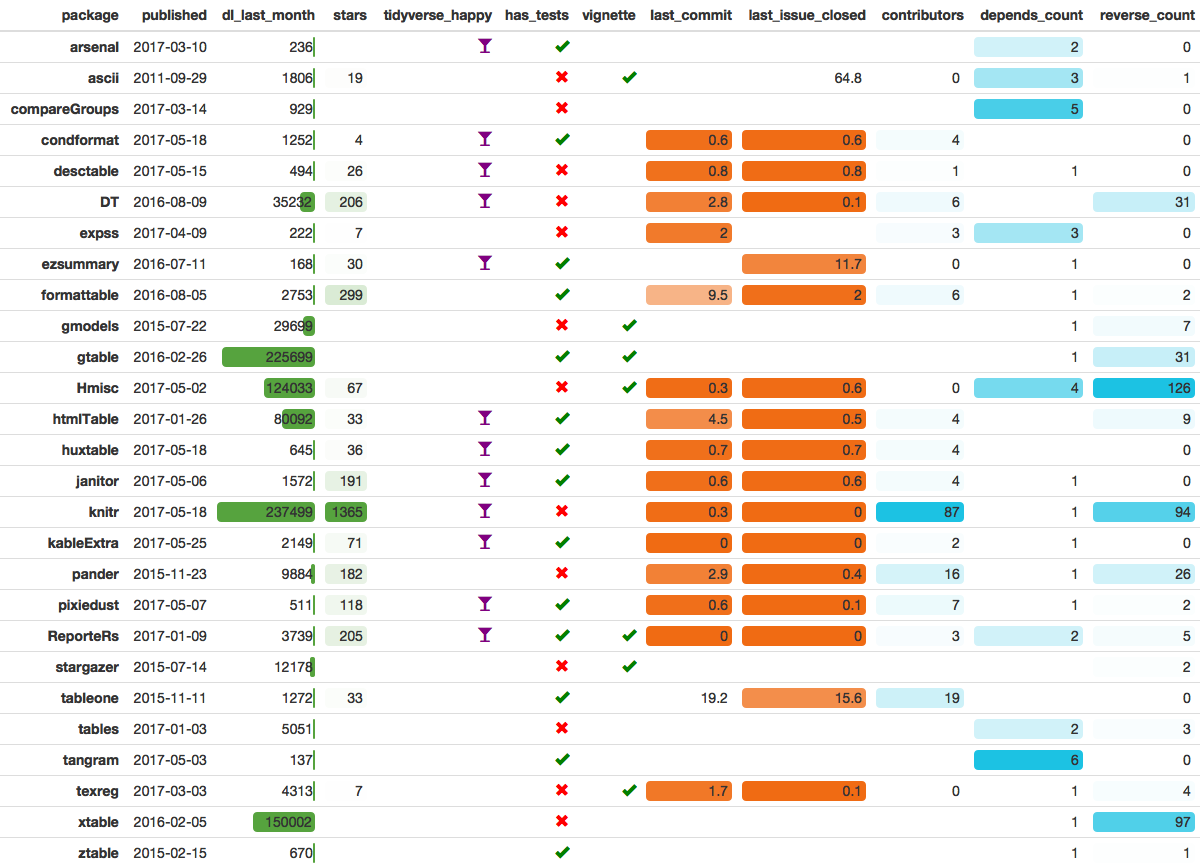 package published dl_last_month stars tidyverse_happy has_tests vignette last_commit last_issue_closed contributors depends_count reverse_count
arsenal 2017-03-10 236 2 0
ascii 2011-09-29 1806 19 64.8 0 3 1
compareGroups 2017-03-14 929 5 0
condformat 2017-05-18 1252 4 0.6 0.6 4 0
desctable 2017-05-15 494 26 0.8 0.8 1 1 0
DT 2016-08-09 35232 206 2.8 0.1 6 31
expss 2017-04-09 222 7 2 3 3 0
ezsummary 2016-07-11 168 30 11.7 0 1 0
formattable 2016-08-05 2753 299 9.5 2 6 1 2
gmodels 2015-07-22 29699 1 7
gtable 2016-02-26 225699 1 31
Hmisc 2017-05-02 124033 67 0.3 0.6 0 4 126
htmlTable 2017-01-26 80092 33 4.5 0.5 4 9
huxtable 2017-05-18 645 36 0.7 0.7 4 0
janitor 2017-05-06 1572 191 0.6 0.6 4 1 0
knitr 2017-05-18 237499 1365 0.3 0 87 1 94
kableExtra 2017-05-25 2149 71 0 0 2 1 0
pander 2015-11-23 9884 182 2.9 0.4 16 1 26
pixiedust 2017-05-07 511 118 0.6 0.1 7 1 2
ReporteRs 2017-01-09 3739 205 0 0 3 2 5
stargazer 2015-07-14 12178 2
tableone 2015-11-11 1272 33 19.2 15.6 19 0
tables 2017-01-03 5051 2 3
tangram 2017-05-03 137 6 0
texreg 2017-03-03 4313 7 1.7 0.1 0 1 4
xtable 2016-02-05 150002 1 97
ztable 2015-02-15 670 1 1